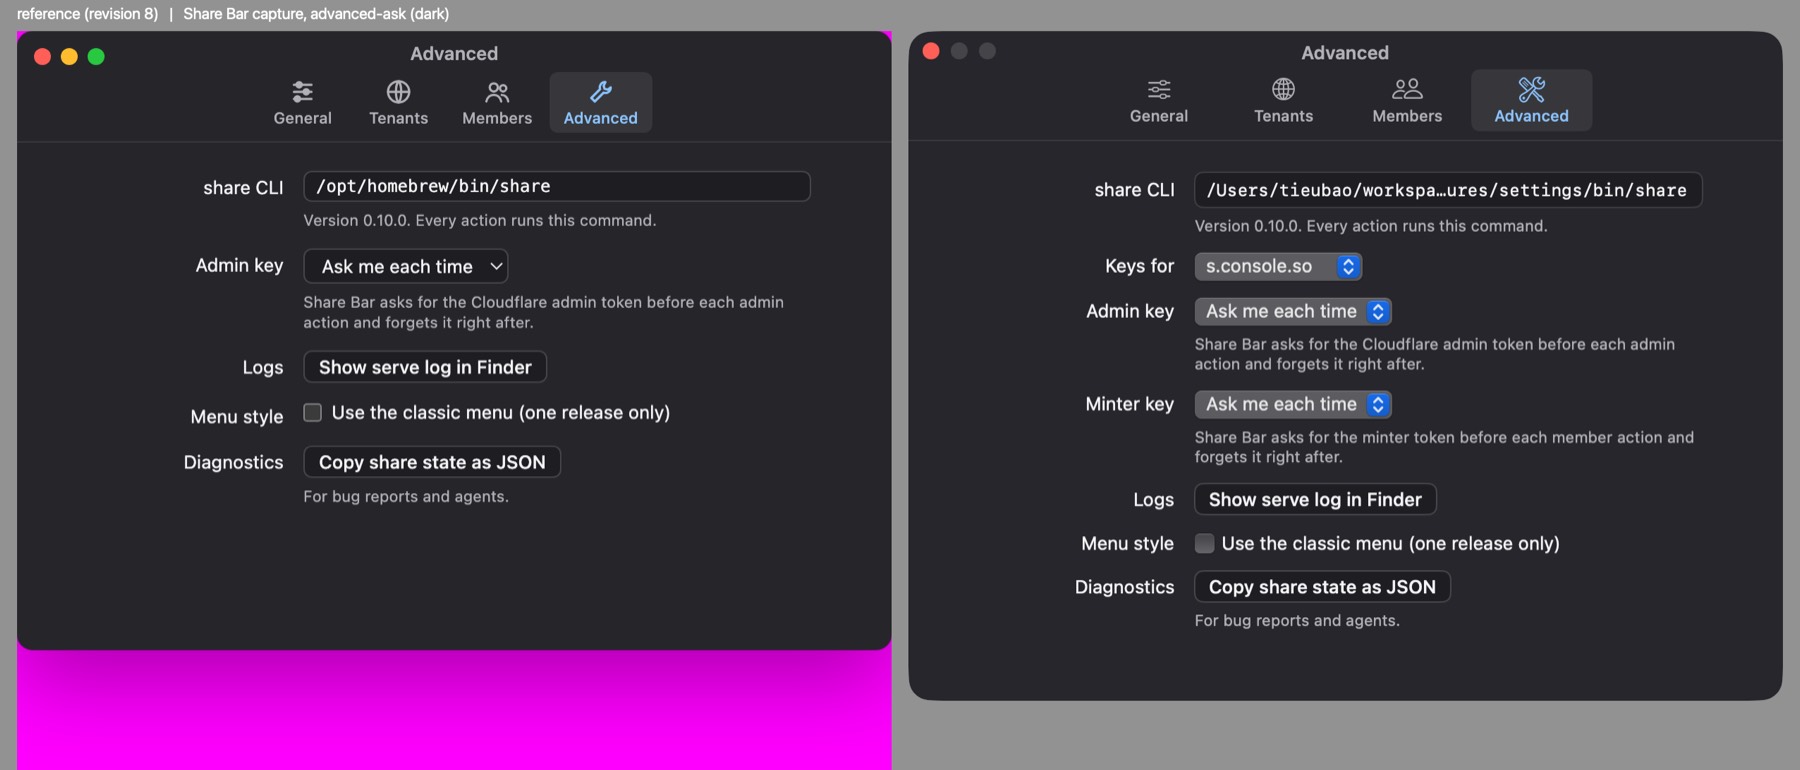 reference (revision 8) | Share Bar capture, advanced-ask (dark)
Advanced
General Tenants Members Advanced
share CLI /opt/homebrew/bin/share
Version 0.10.0. Every action runs this command.
Admin key Ask me each time
Share Bar asks for the Cloudflare admin token before each admin
action and forgets it right after.
Logs Show serve log in Finder
Menu style Use the classic menu (one release only)
Diagnostics Copy share state as JSON
For bug reports and agents.
Advanced
General Tenants Members Advanced
share CLI /Users/tieubao/workspa…ures/settings/bin/share
Version 0.10.0. Every action runs this command.
Keys for s.console.so
Admin key Ask me each time
Share Bar asks for the Cloudflare admin token before each admin
action and forgets it right after.
Minter key Ask me each time
Share Bar asks for the minter token before each member action and
forgets it right after.
Logs Show serve log in Finder
Menu style Use the classic menu (one release only)
Diagnostics Copy share state as JSON
For bug reports and agents.